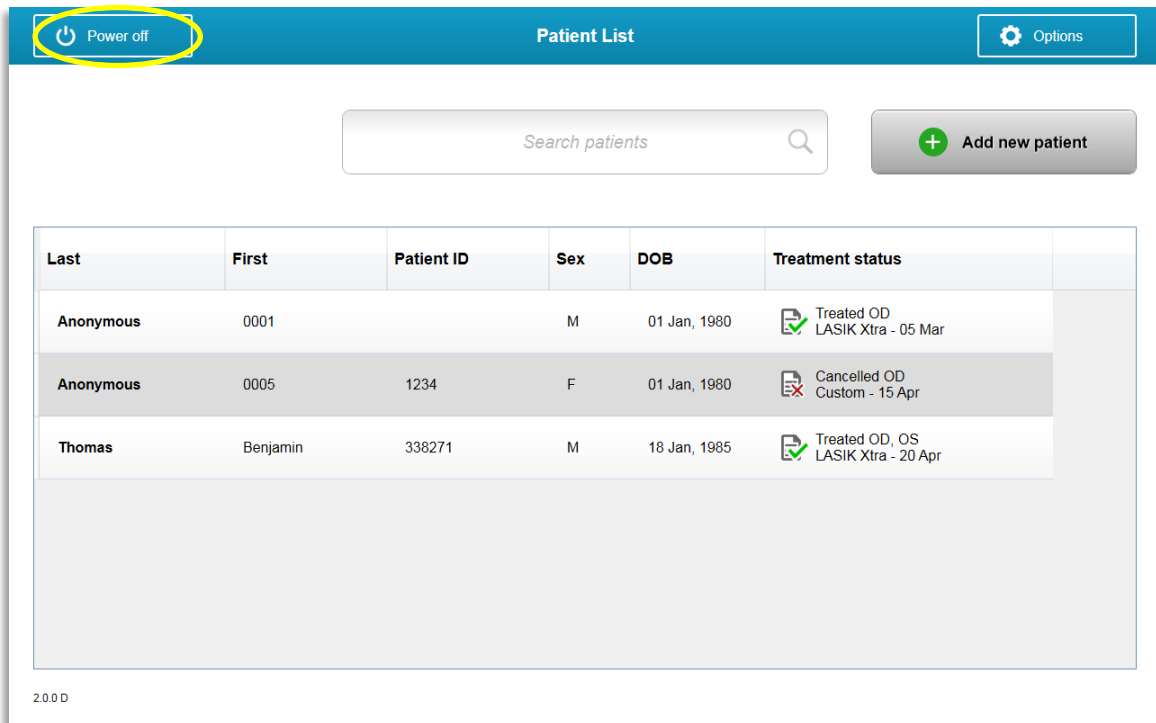 Power off Patient List Options
Search patients Add new patient
Last First Patient ID Sex DOB Treatment status
Anonymous 0001 M 01 Jan, 1980 Treated OD
LASIK Xtra - 05 Mar
Anonymous 0005 1234 F 01 Jan, 1980 Cancelled OD
Custom - 15 Apr
Thomas Benjamin 338271 M 18 Jan, 1985 Treated OD, OS
LASIK Xtra - 20 Apr
2.0.0 D